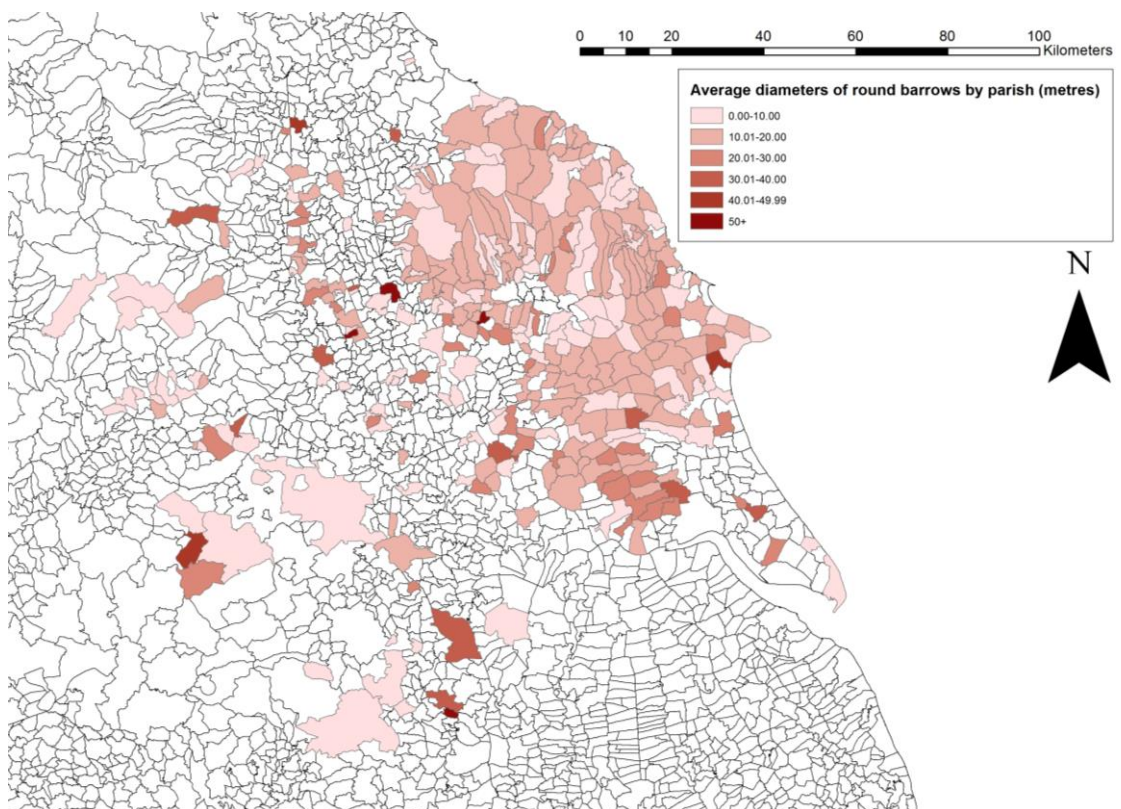 0 10 20 40 60 80 100
Kilometers
Average diameters of round barrows by parish (metres)
0.00-10.00
10.01-20.00
20.01-30.00
30.01-40.00
40.01-49.99
50+
N